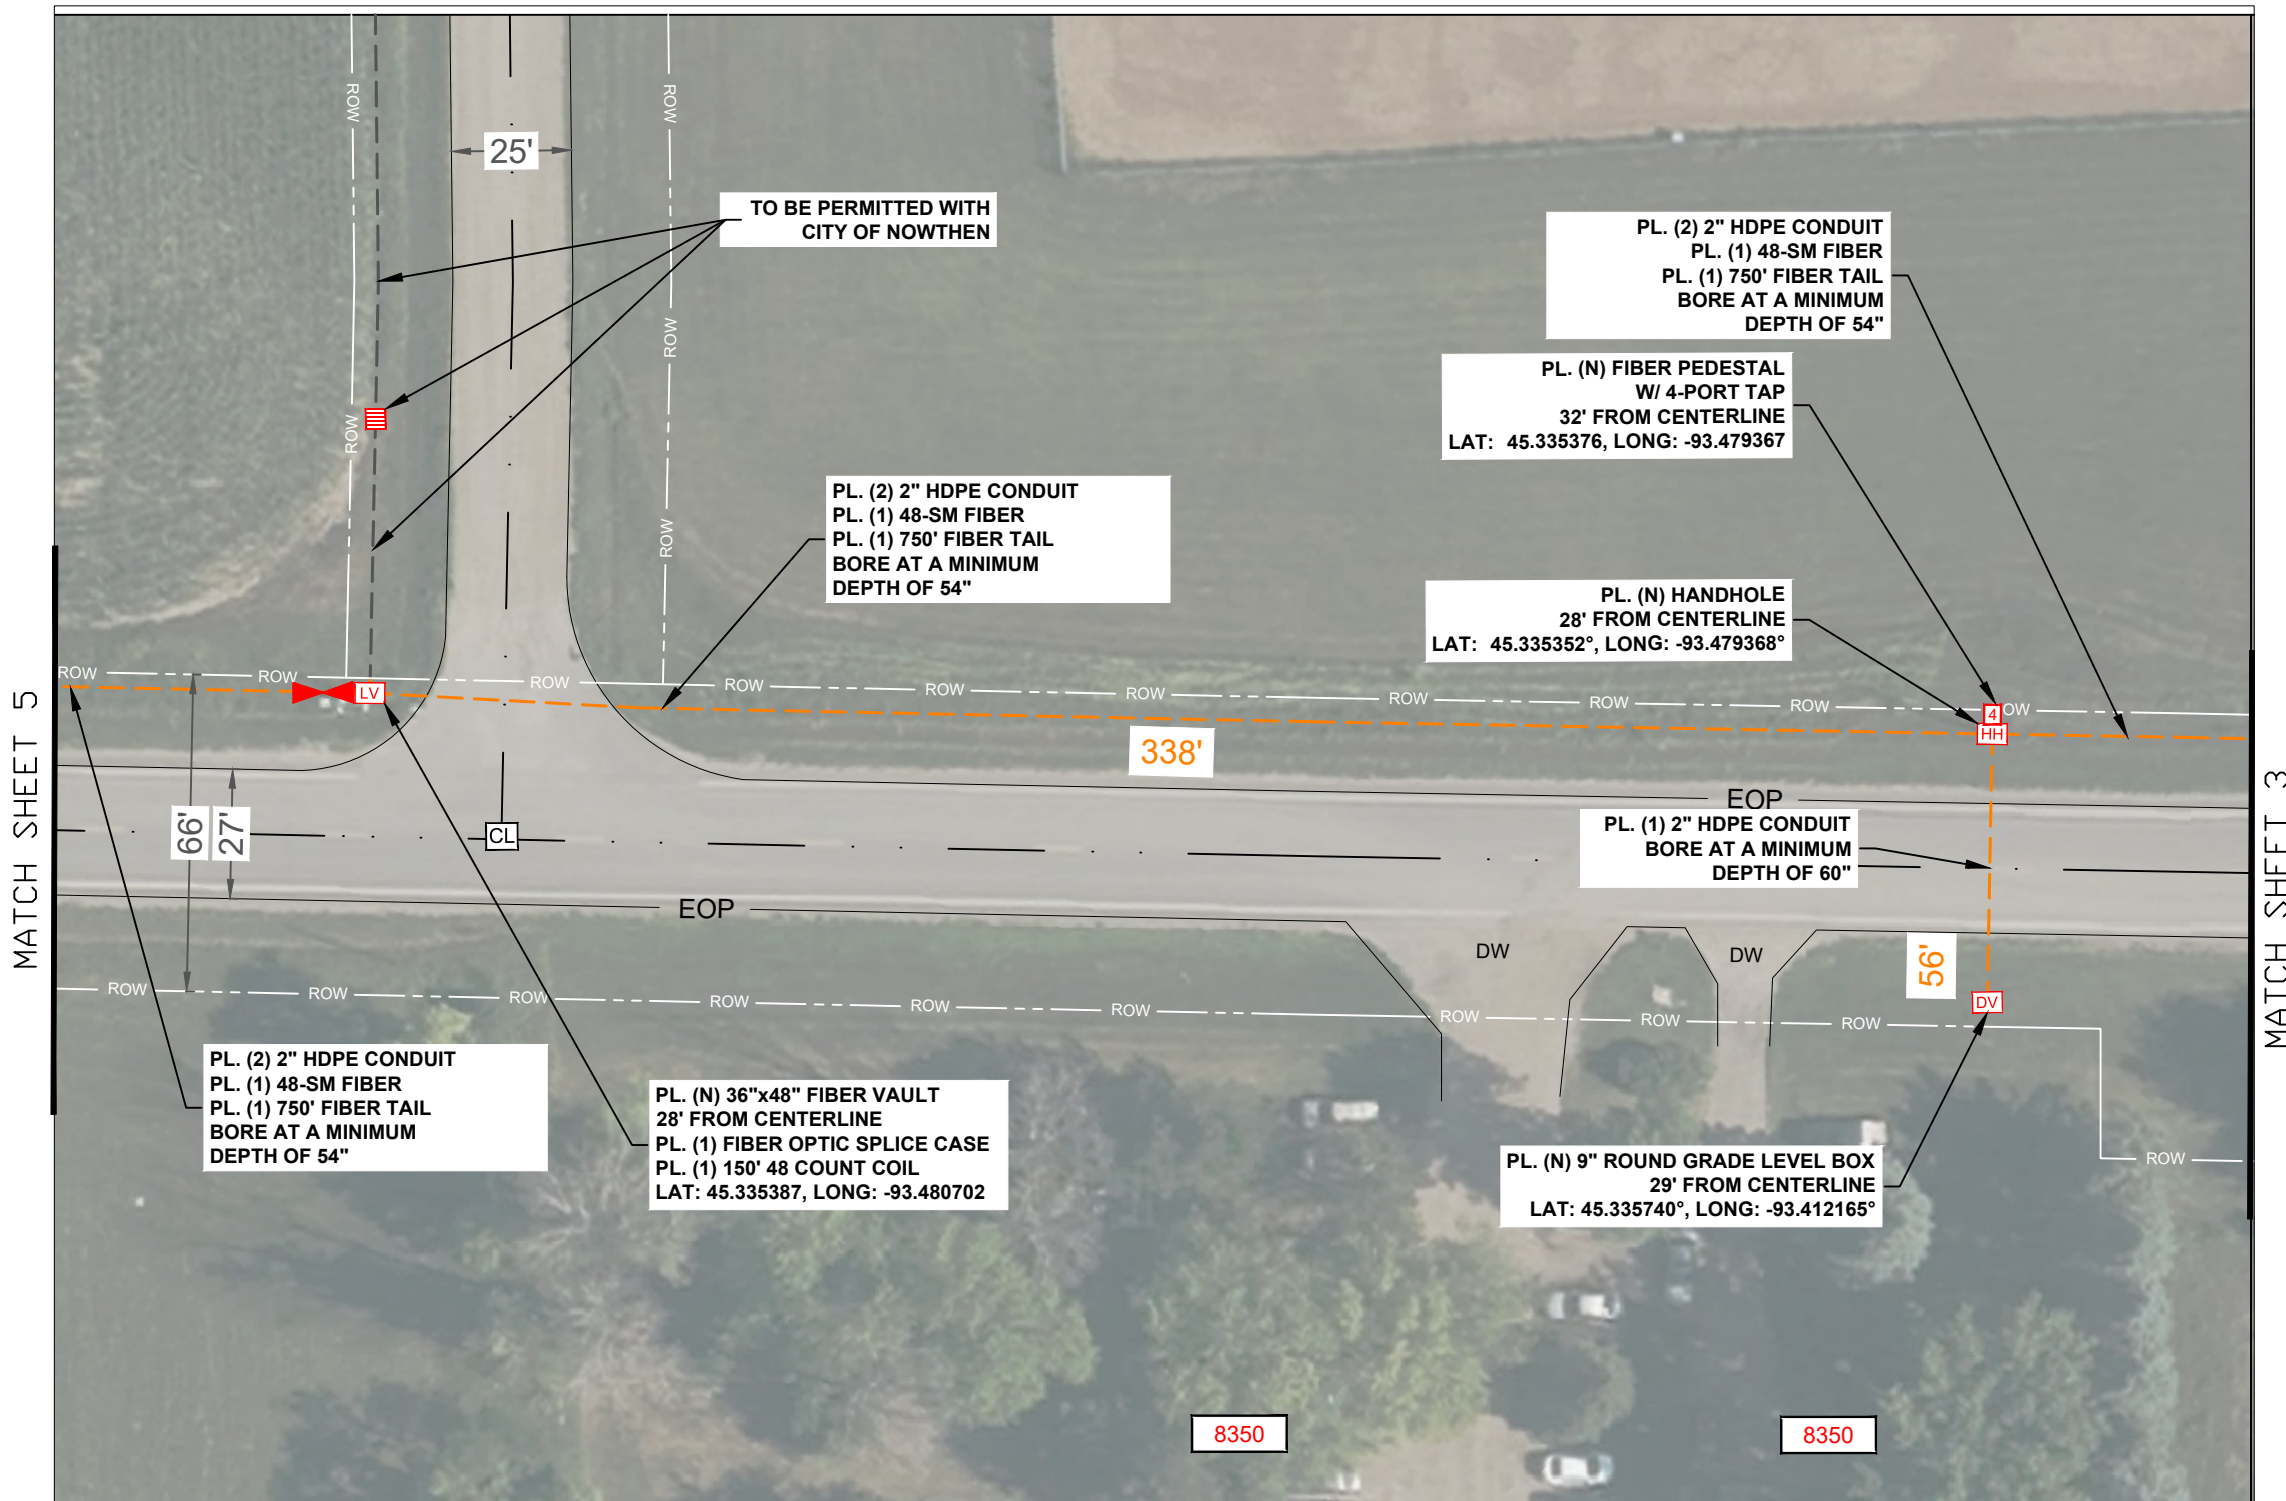 ROW
ROW
25'
TO BE PERMITTED WITH
CITY OF NOWTHEN
PL. (2) 2" HDPE CONDUIT
PL. (1) 48-SM FIBER
PL. (1) 750' FIBER TAIL
BORE AT A MINIMUM
DEPTH OF 54"
ROW
PL. (N) FIBER PEDESTAL
W/ 4-PORT TAP
32' FROM CENTERLINE
LAT: 45.335376, LONG: -93.479367
ROW
PL. (2) 2" HDPE CONDUIT
PL. (1) 48-SM FIBER
PL. (1) 750' FIBER TAIL
BORE AT A MINIMUM
DEPTH OF 54"
ROW
PL. (N) HANDHOLE
28' FROM CENTERLINE
LAT: 45.335352°, LONG: -93.479368°
ROW
ROW
ROW
ROW
ROW
ROW
ROW
ROW
ROW
OW
LV
4
HH
338'
MATCH SHEET 5
MATCH SHEET 3
66'
27'
CL
EOP
PL. (1) 2" HDPE CONDUIT
BORE AT A MINIMUM
DEPTH OF 60"
EOP
DW
DW
56'
DV
ROW
ROW
ROW
ROW
ROW
ROW
ROW
ROW
ROW
PL. (2) 2" HDPE CONDUIT
PL. (1) 48-SM FIBER
PL. (1) 750' FIBER TAIL
BORE AT A MINIMUM
DEPTH OF 54"
PL. (N) 36"x48" FIBER VAULT
28' FROM CENTERLINE
PL. (1) FIBER OPTIC SPLICE CASE
PL. (1) 150' 48 COUNT COIL
LAT: 45.335387, LONG: -93.480702
PL. (N) 9" ROUND GRADE LEVEL BOX
29' FROM CENTERLINE
LAT: 45.335740°, LONG: -93.412165°
ROW
8350
8350